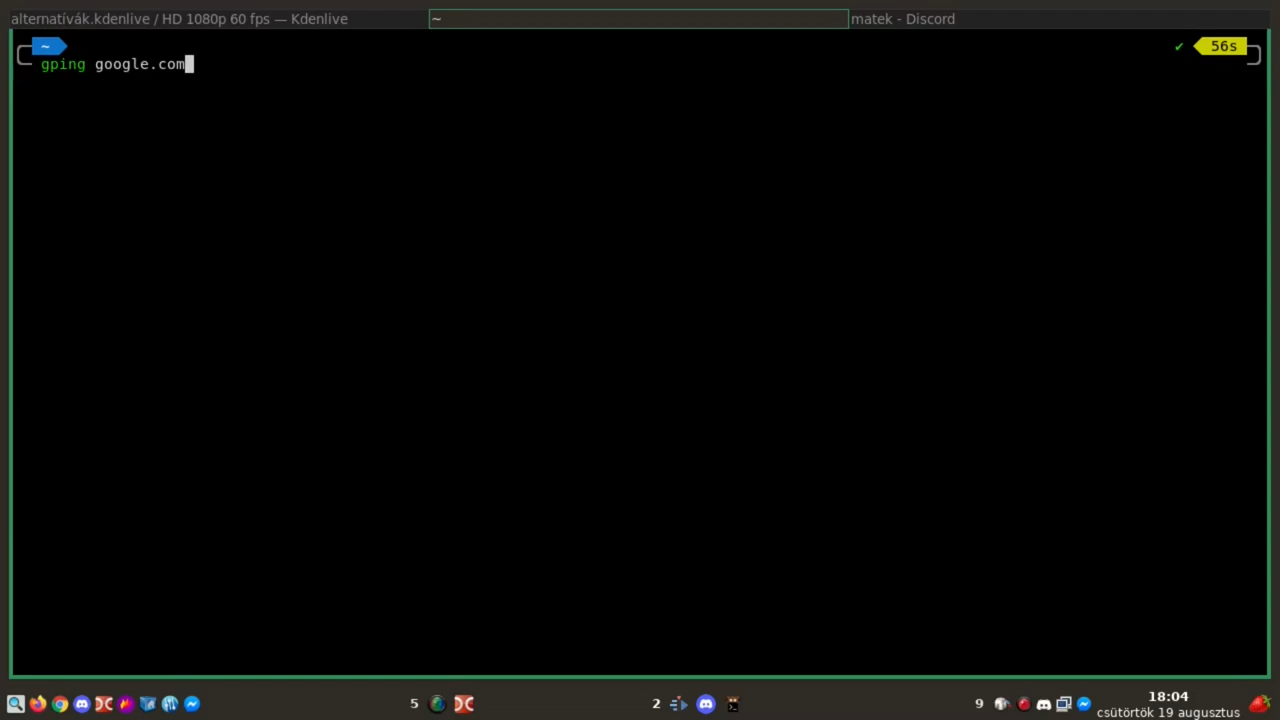 alternatívák.kdenlive / HD 1080p 60 fps — Kdenlive
~
matek - Discord
~
✔ 56s
gping google.com
5
2
9
18:04
csütörtök 19 augusztus